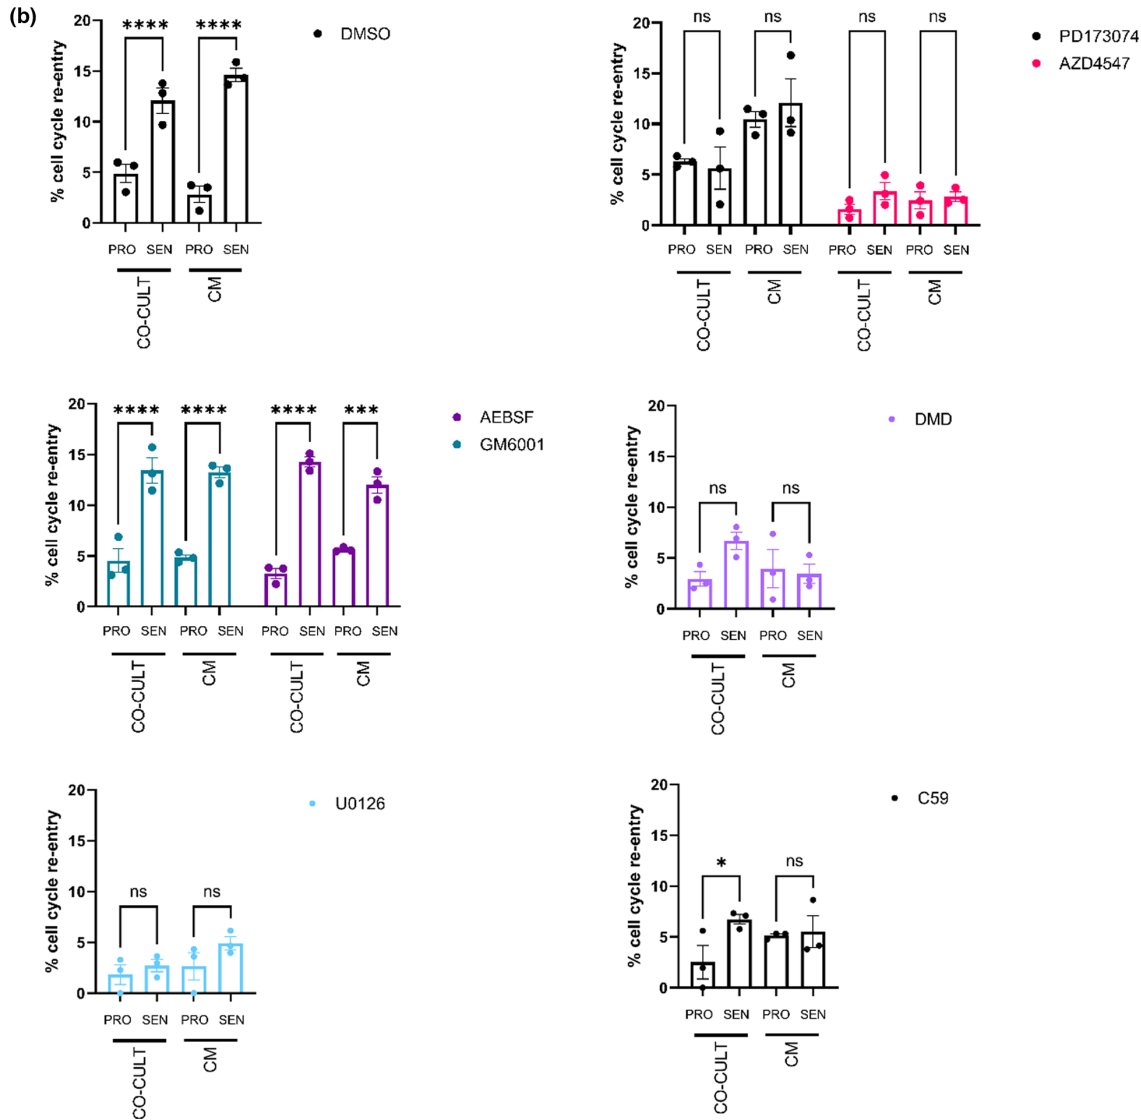 (b)
% cell cycle re-entry
20
15
10
5
0
**** ****
DMSO
PRO SEN PRO SEN
CO-CULT CM
% cell cycle re-entry
20
15
10
5
0
ns ns ns ns
PD173074
AZD4547
PRO SEN PRO SEN PRO SEN PRO SEN
CO-CULT CM CO-CULT CM
% cell cycle re-entry
20
15
10
5
0
**** **** **** ***
AEBSF
GM6001
PRO SEN PRO SEN PRO SEN PRO SEN
CO-CULT CM CO-CULT CM
% cell cycle re-entry
20
15
10
5
0
ns ns
DMD
PRO SEN PRO SEN
CO-CULT CM
% cell cycle re-entry
20
15
10
5
0
ns ns
U0126
PRO SEN PRO SEN
CO-CULT CM
% cell cycle re-entry
20
15
10
5
0
* ns
C59
PRO SEN PRO SEN
CO-CULT CM